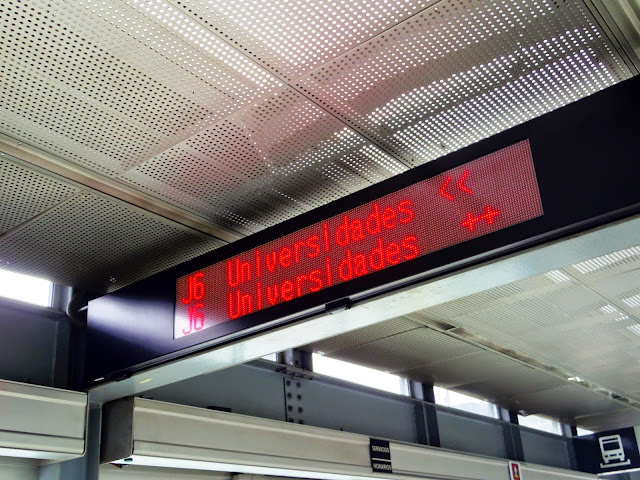 J6 Universidades <<
J6 Universidades ++
SERVICIOS
HORARIOS